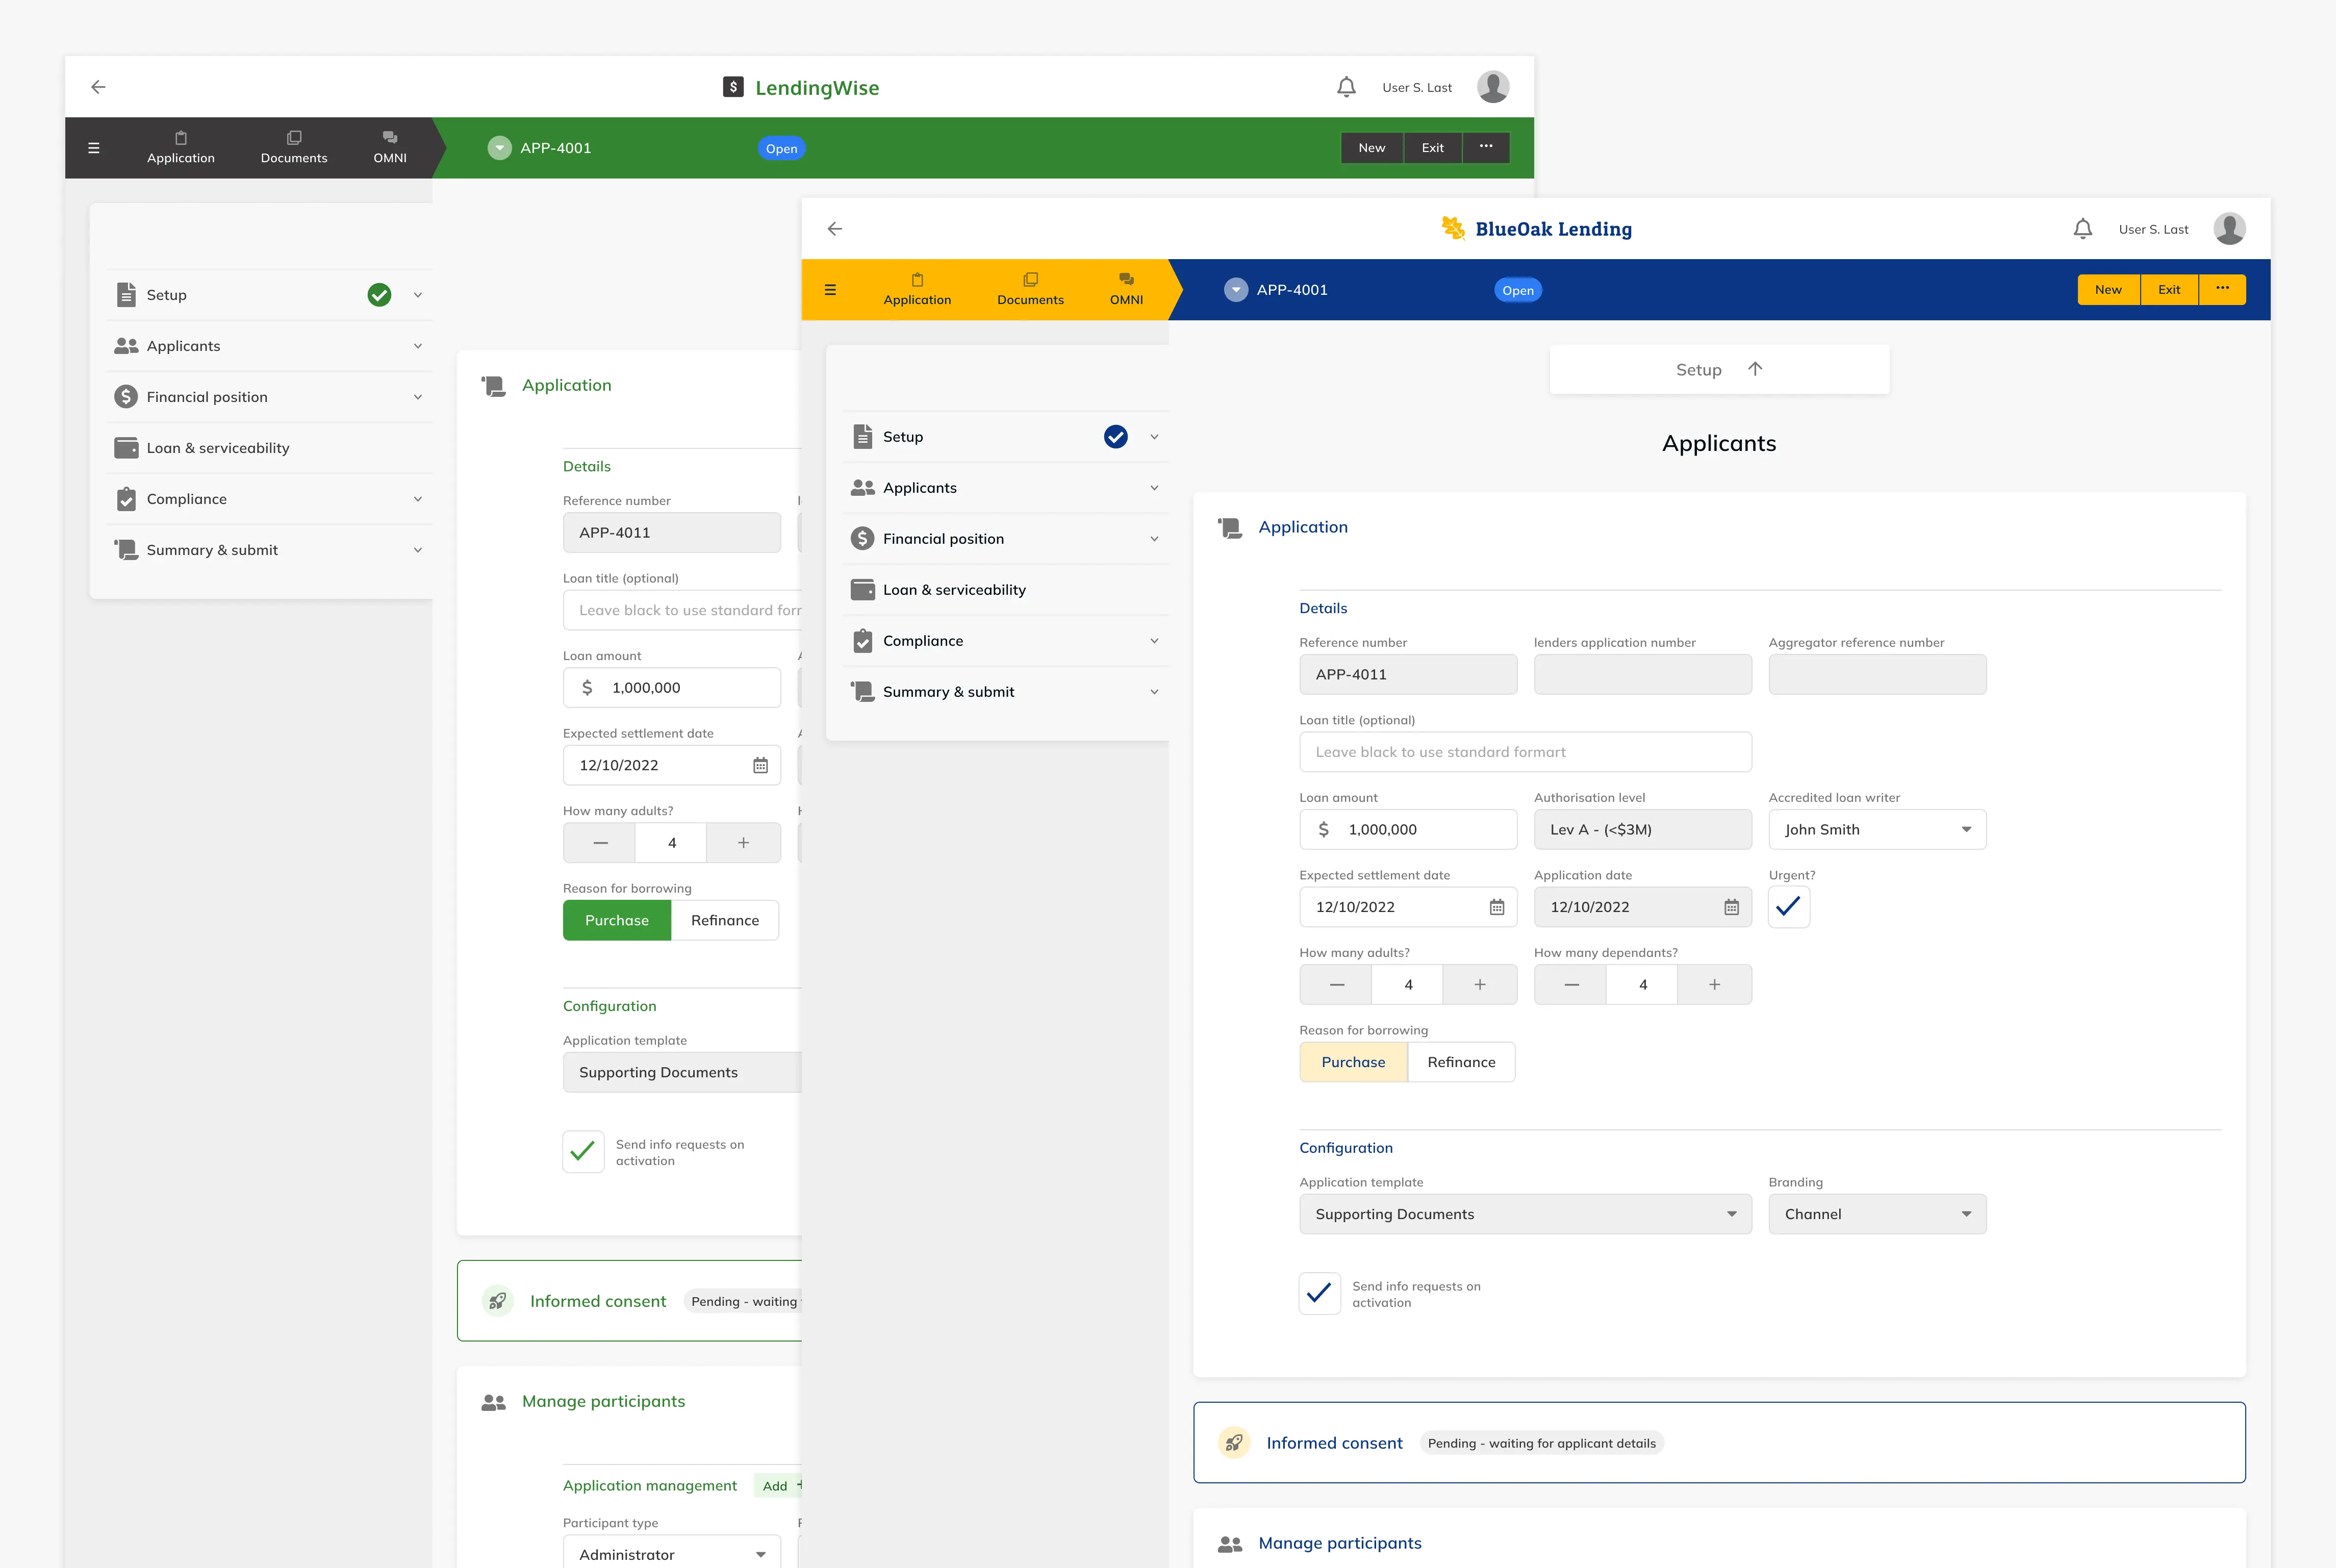 LendingWise
User S. Last
Application
Documents
OMNI
APP-4001
Open
New
Exit
Setup
Applicants
Financial position
Loan & serviceability
Compliance
Summary & submit
Application
Details
Reference number
APP-4011
Loan title (optional)
Leave black to use standard for
Loan amount
$ 1,000,000
Expected settlement date
12/10/2022
How many adults?
4
Reason for borrowing
Purchase
Refinance
Configuration
Application template
Supporting Documents
Send info requests on
activation
Informed consent
Pending - waiting
Manage participants
Application management
Add
Participant type
Administrator
BlueOak Lending
User S. Last
Application
Documents
OMNI
APP-4001
Open
New
Exit
Setup
Applicants
Financial position
Loan & serviceability
Compliance
Summary & submit
Setup
Applicants
Application
Details
Reference number
lenders application number
Aggregator reference number
APP-4011
Loan title (optional)
Leave black to use standard formart
Loan amount
Authorisation level
Accredited loan writer
$ 1,000,000
Lev A - (<$3M)
John Smith
Expected settlement date
Application date
Urgent?
12/10/2022
12/10/2022
How many adults?
How many dependants?
4
4
Reason for borrowing
Purchase
Refinance
Configuration
Application template
Branding
Supporting Documents
Channel
Send info requests on
activation
Informed consent
Pending - waiting for applicant details
Manage participants